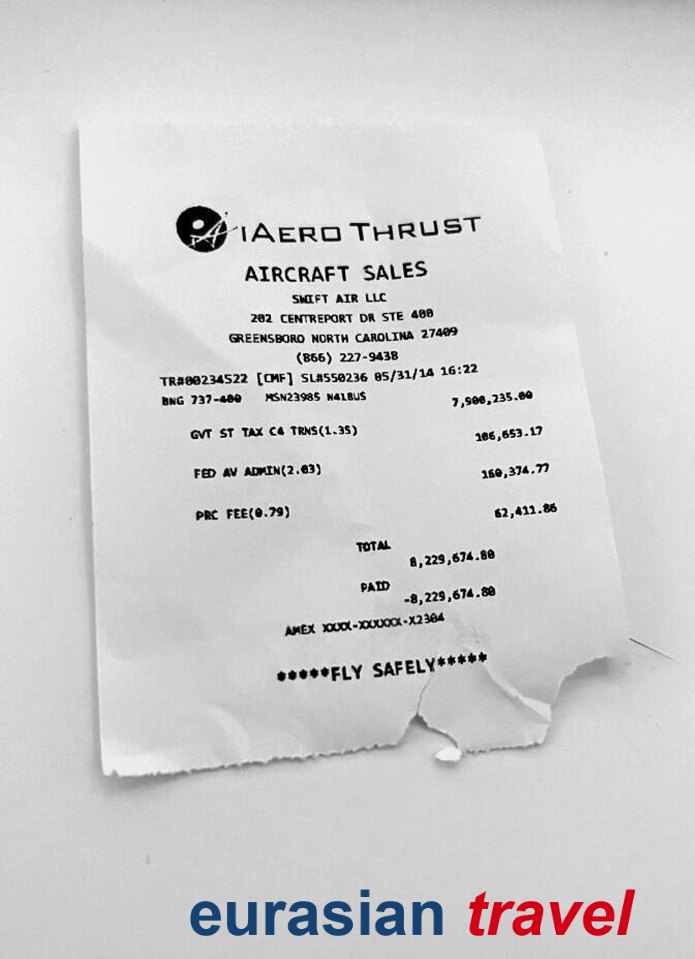 IAERO THRUST
AIRCRAFT SALES
SWIFT AIR LLC
202 CENTREPORT DR STE 400
GREENSBORO NORTH CAROLINA 27409
(866) 227-9438
TR#00234522 [CMF] SL#550236 05/31/14 16:22
BNG 737-400 MSN23985 N418US 7,900,235.00
GVT ST TAX C4 TRNS(1.35) 106,653.17
FED AV ADMIN(2.03) 160,374.77
PRC FEE(0.79) 62,411.86
TOTAL
8,229,674.80
PAID
-8,229,674.80
AMEX XXXX-XXXXXX-X2304
*****FLY SAFELY*****
eurasian travel